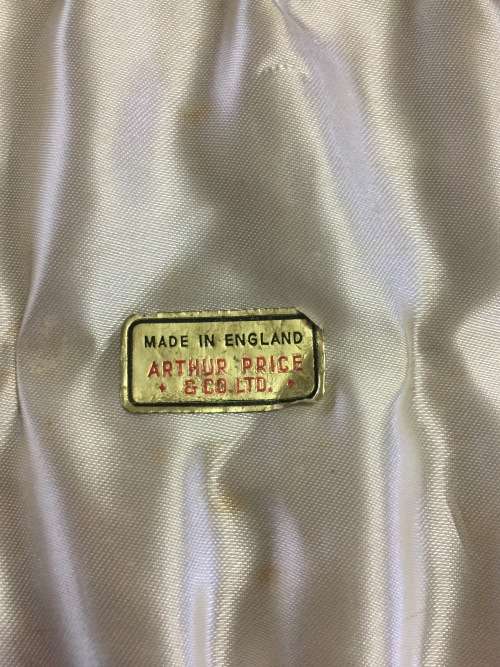 MADE IN ENGLAND
ARTHUR PRICE
& CO. LTD.